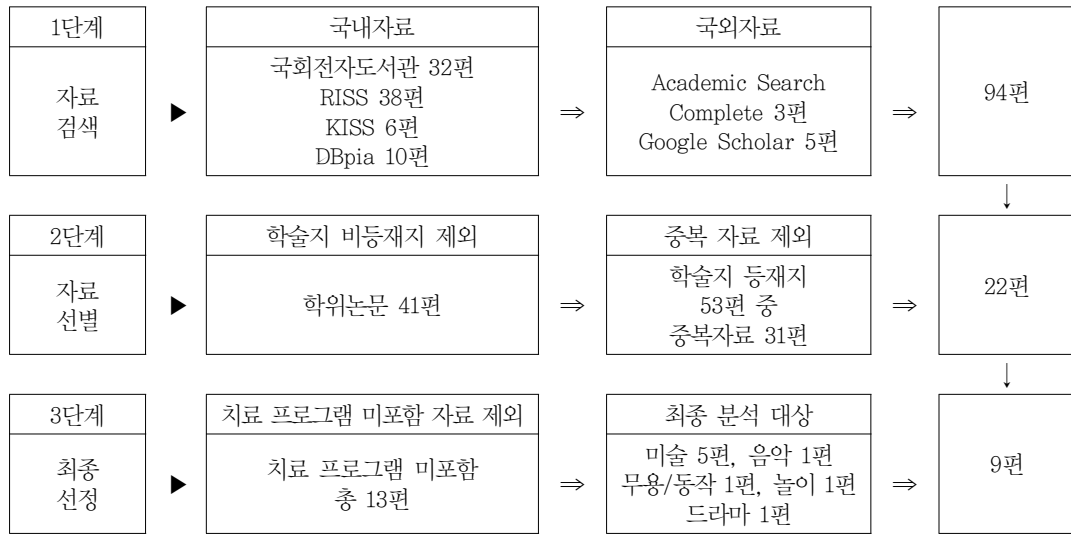 1단계
국내자료
국외자료
자료
검색
▶
국회전자도서관 32편
RISS 38편
KISS 6편
DBpia 10편
⇒
Academic Search
Complete 3편
Google Scholar 5편
⇒
94편
↓
2단계
학술지 비등재지 제외
중복 자료 제외
자료
선별
▶
학위논문 41편
⇒
학술지 등재지
53편 중
중복자료 31편
⇒
22편
↓
3단계
치료 프로그램 미포함 자료 제외
최종 분석 대상
최종
선정
▶
치료 프로그램 미포함
총 13편
⇒
미술 5편, 음악 1편
무용/동작 1편, 놀이 1편
드라마 1편
⇒
9편